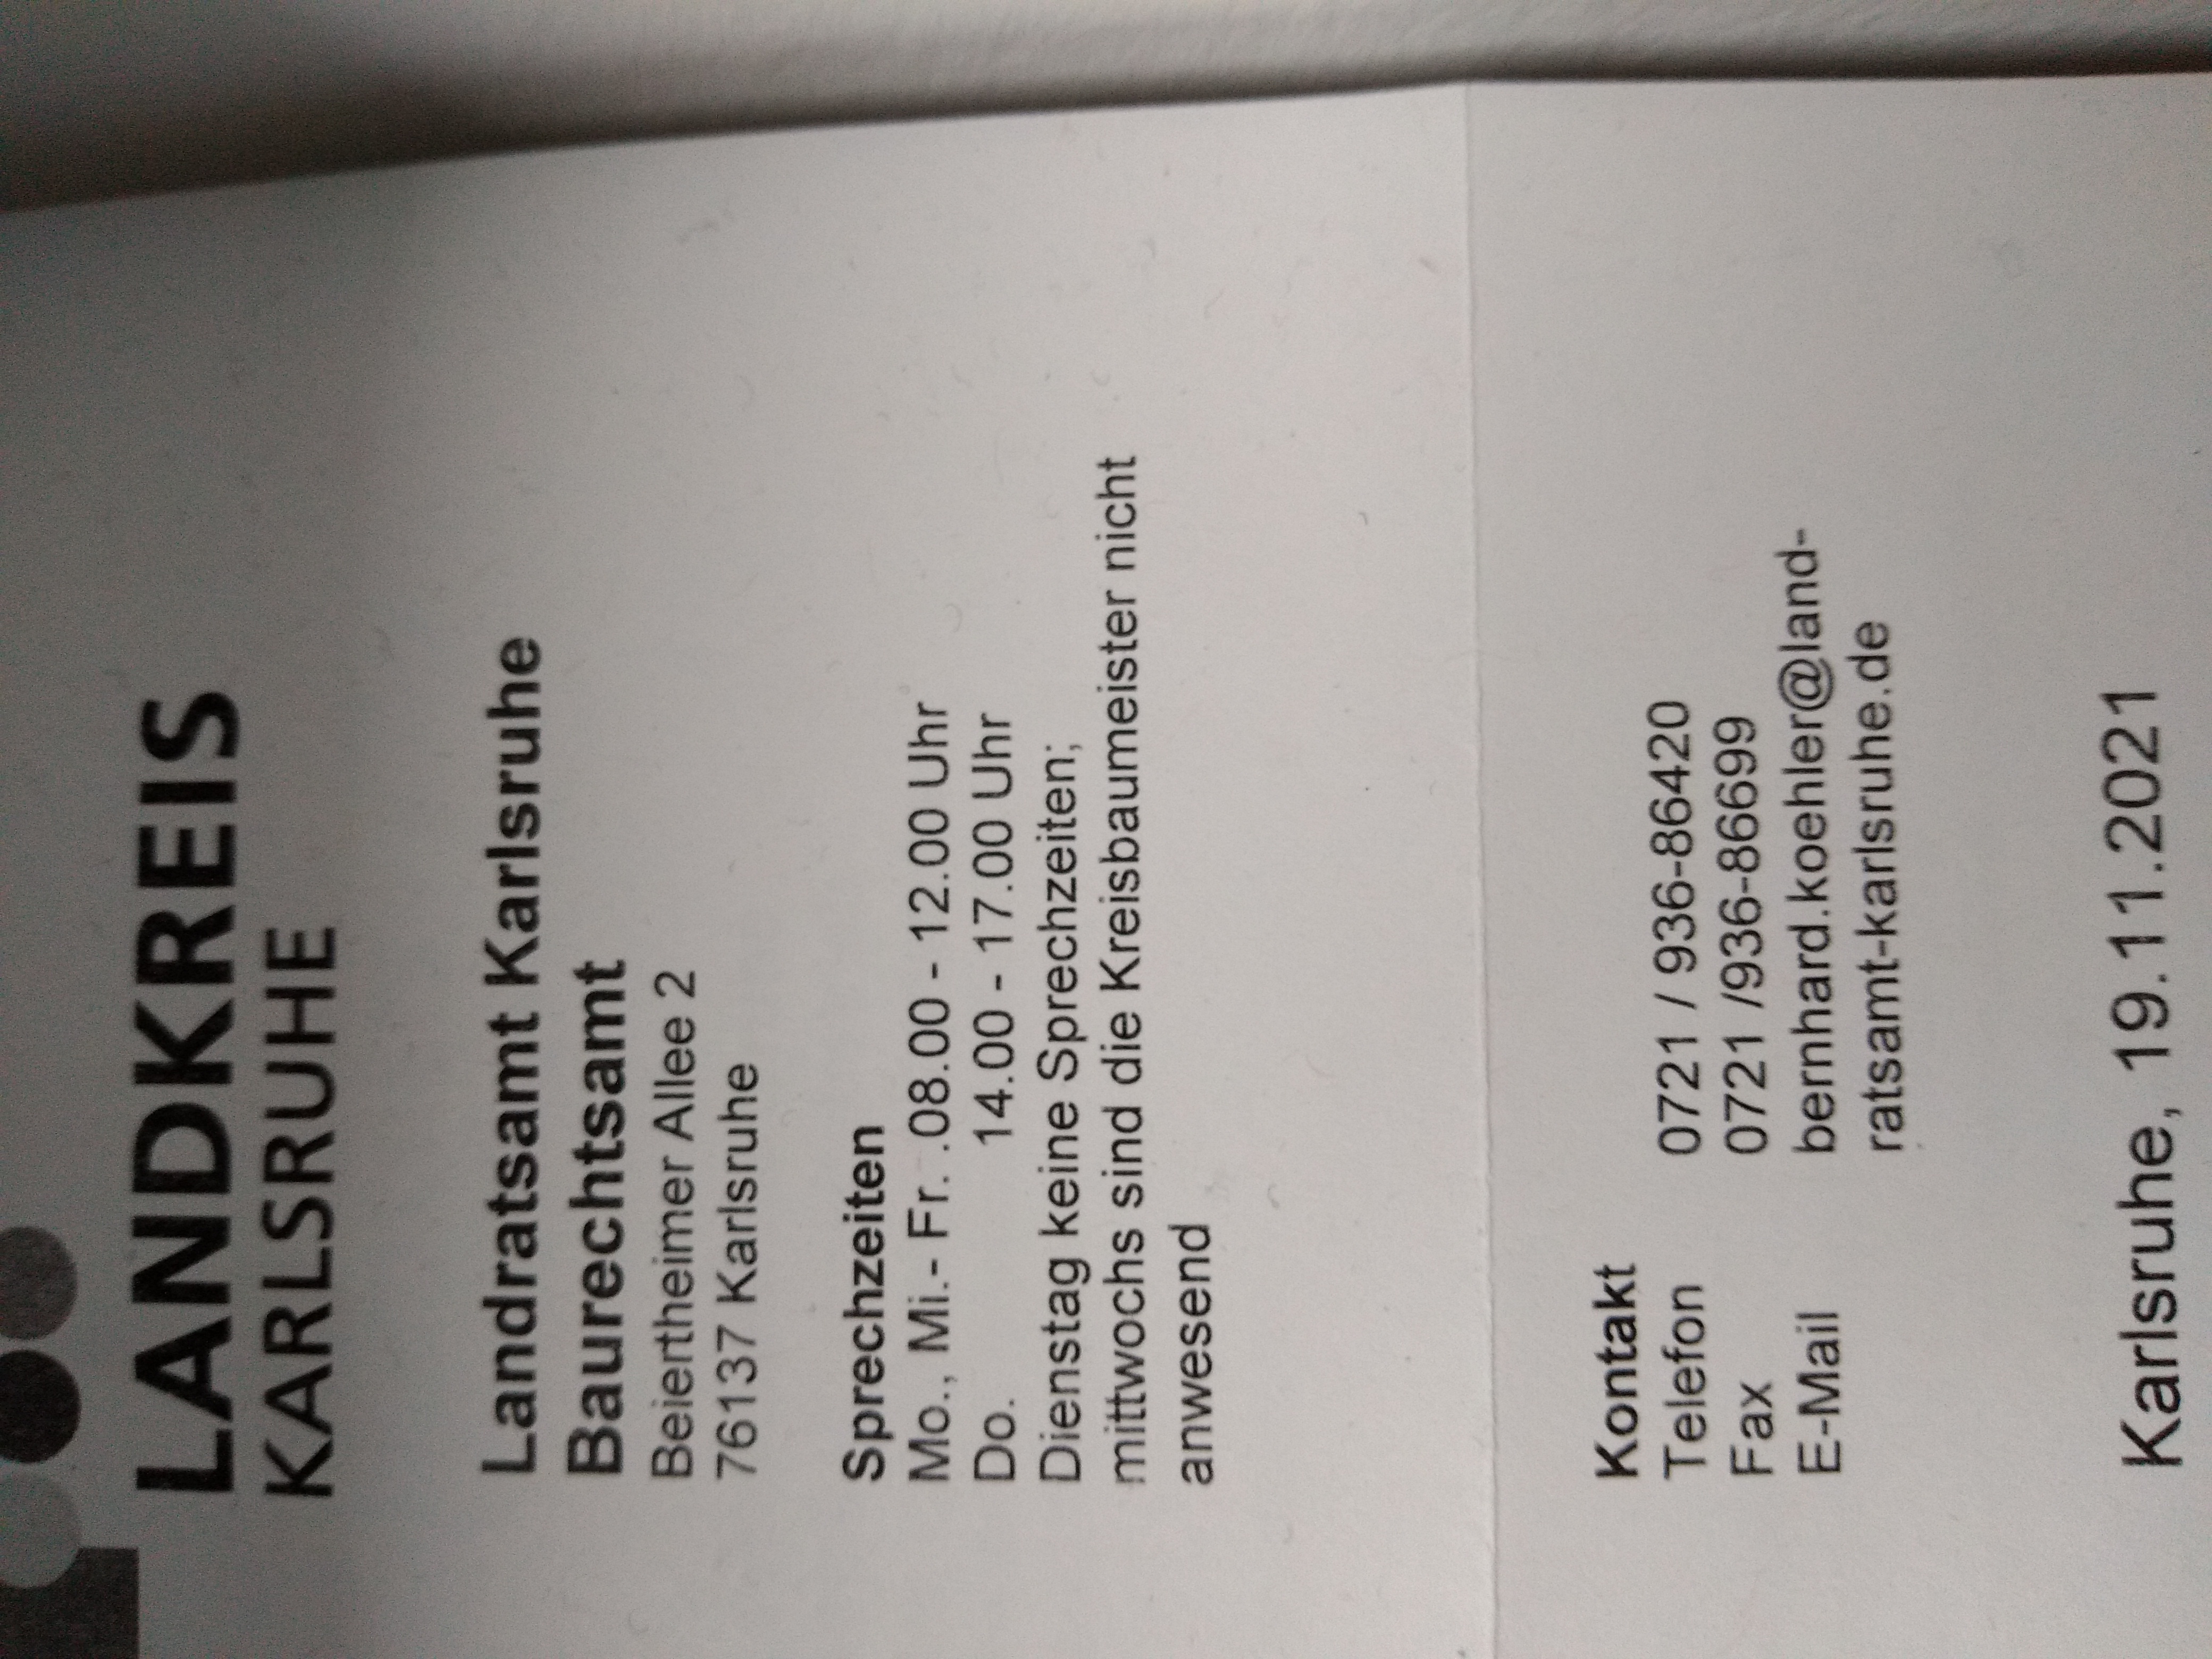 LANDKREIS
KARLSRUHE
Landratsamt Karlsruhe
Baurechtsamt
Beiertheimer Allee 2
76137 Karlsruhe
Sprechzeiten
Mo., Mi.- Fr. .08.00 - 12.00 Uhr
Do. 14.00 - 17.00 Uhr
Dienstag keine Sprechzeiten;
mittwochs sind die Kreisbaumeister nicht
anwesend
Kontakt
Telefon 0721 / 936-86420
Fax 0721 /936-86699
E-Mail bernhard.koehler@land-
ratsamt-karlsruhe.de
Karlsruhe, 19.11.2021